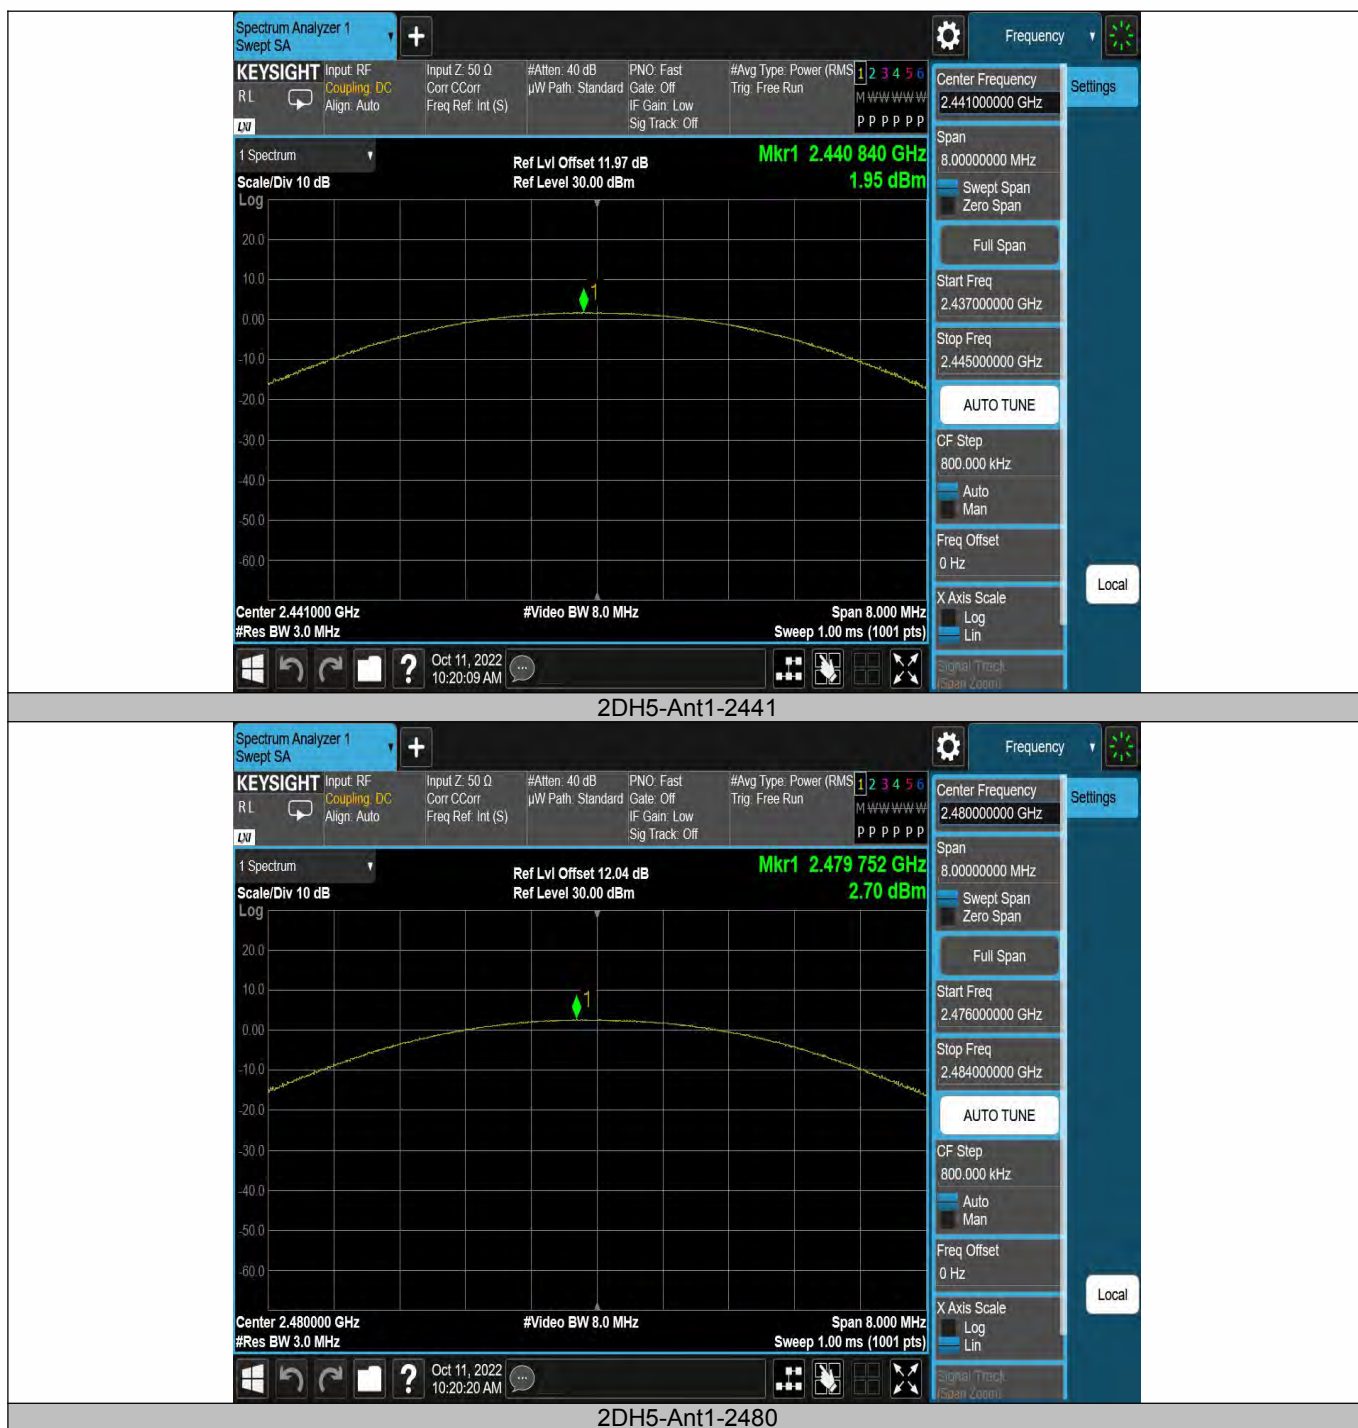 Spectrum Analyzer 1
Swept SA
Frequency
KEYSIGHT
RL
LXI
Input: RF
Coupling: DC
Align: Auto
Input Z: 50 Ω
Corr CCorr
Freq Ref: Int (S)
#Atten: 40 dB
µW Path: Standard
PNO: Fast
Gate: Off
IF Gain: Low
Sig Track: Off
#Avg Type: Power (RMS
Trig: Free Run
1 2 3 4 5 6
M W W W W W
P P P P P P
1 Spectrum
Scale/Div 10 dB
Ref Lvl Offset 11.97 dB
Ref Level 30.00 dBm
Mkr1 2.440 840 GHz
1.95 dBm
Log
20.0
10.0
0.00
-10.0
-20.0
-30.0
-40.0
-50.0
-60.0
1
Center 2.441000 GHz
#Res BW 3.0 MHz
#Video BW 8.0 MHz
Span 8.000 MHz
Sweep 1.00 ms (1001 pts)
?
Oct 11, 2022
10:20:09 AM
Center Frequency
2.441000000 GHz
Settings
Span
8.00000000 MHz
Swept Span
Zero Span
Full Span
Start Freq
2.437000000 GHz
Stop Freq
2.445000000 GHz
AUTO TUNE
CF Step
800.000 kHz
Auto
Man
Freq Offset
0 Hz
X Axis Scale
Log
Lin
Signal Track
(Span Zoom)
Local
2DH5-Ant1-2441
Spectrum Analyzer 1
Swept SA
Frequency
KEYSIGHT
RL
LXI
Input: RF
Coupling: DC
Align: Auto
Input Z: 50 Ω
Corr CCorr
Freq Ref: Int (S)
#Atten: 40 dB
µW Path: Standard
PNO: Fast
Gate: Off
IF Gain: Low
Sig Track: Off
#Avg Type: Power (RMS
Trig: Free Run
1 2 3 4 5 6
M W W W W W
P P P P P P
1 Spectrum
Scale/Div 10 dB
Ref Lvl Offset 12.04 dB
Ref Level 30.00 dBm
Mkr1 2.479 752 GHz
2.70 dBm
Log
20.0
10.0
0.00
-10.0
-20.0
-30.0
-40.0
-50.0
-60.0
1
Center 2.480000 GHz
#Res BW 3.0 MHz
#Video BW 8.0 MHz
Span 8.000 MHz
Sweep 1.00 ms (1001 pts)
?
Oct 11, 2022
10:20:20 AM
Center Frequency
2.480000000 GHz
Settings
Span
8.00000000 MHz
Swept Span
Zero Span
Full Span
Start Freq
2.476000000 GHz
Stop Freq
2.484000000 GHz
AUTO TUNE
CF Step
800.000 kHz
Auto
Man
Freq Offset
0 Hz
X Axis Scale
Log
Lin
Signal Track
(Span Zoom)
Local
2DH5-Ant1-2480